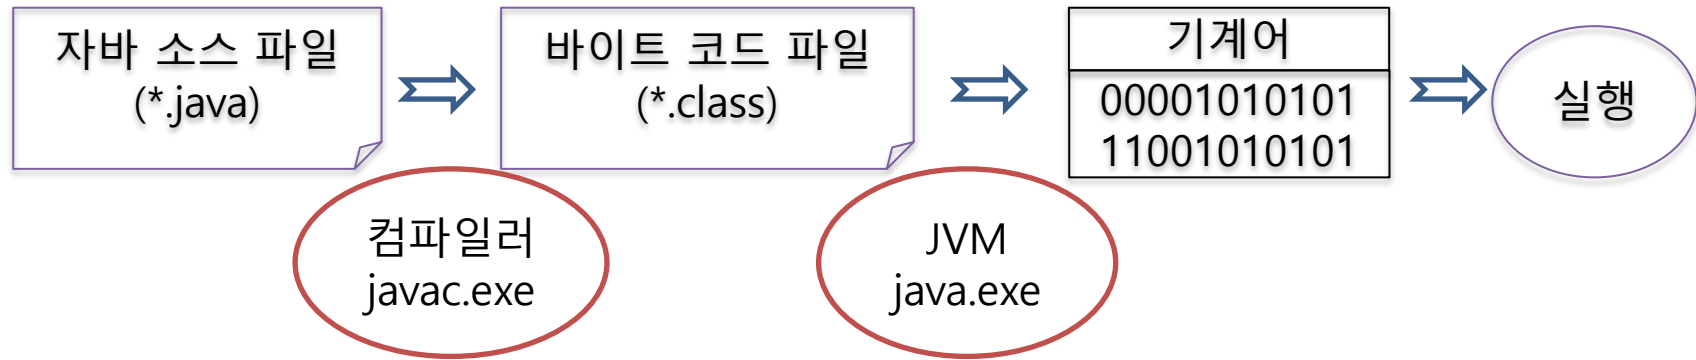 자바 소스 파일
(*.java)
바이트 코드 파일
(*.class)
기계어
00001010101
11001010101
실행
컴파일러
javac.exe
JVM
java.exe